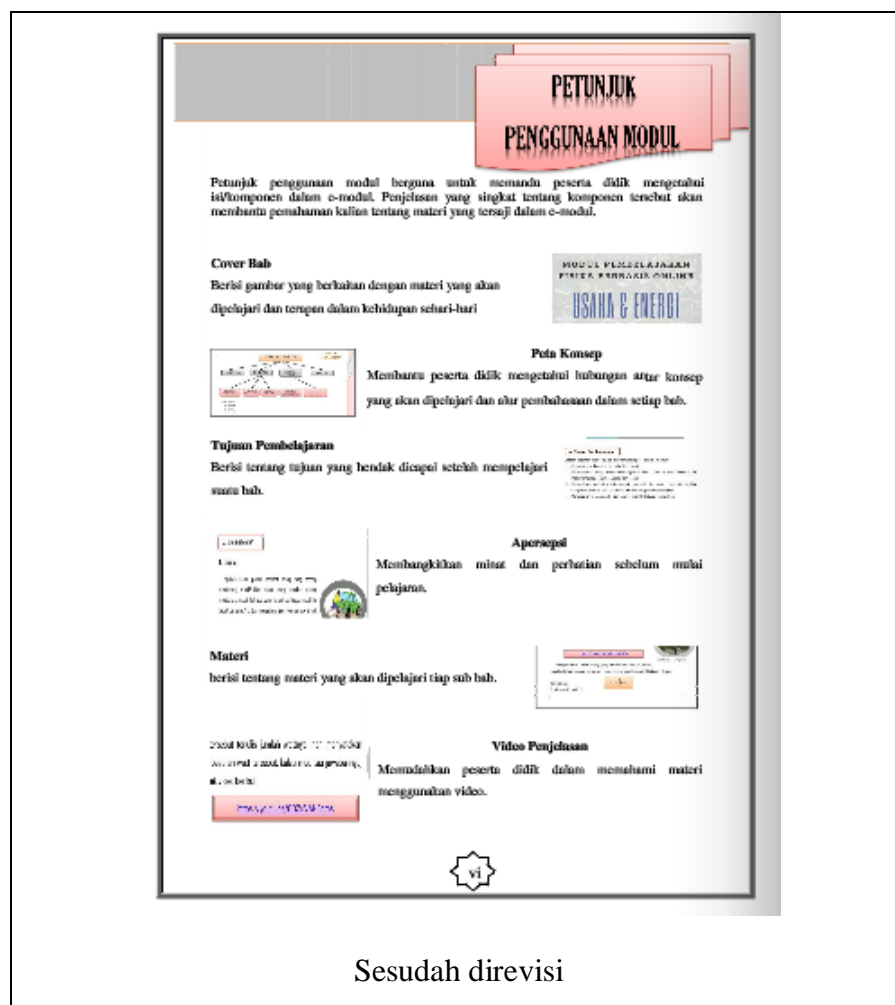 PETUNJUK
PENGGUNAAN MODUL
Petunjuk penggunaan modul berguna untuk memandu peserta didik mengetahui
isi/komponen dalam e-modul. Penjelasan yang singkat tentang komponen tersebut akan
membantu pemahaman kalian tentang materi yang tersaji dalam e-modul.
Cover Bab
Berisi gambar yang berkaitan dengan materi yang akan
dipelajari dan terapan dalam kehidupan sehari-hari
MODUL PEMBELAJARAN
FISIKA BERBASIS ONLINE
USAHA & ENERGI
Peta Konsep
Membantu peserta didik mengetahui hubungan antar konsep
yang akan dipelajari dan alur pembahasaan dalam setiap bab.
Tujuan Pembelajaran
Berisi tentang tujuan yang hendak dicapai setelah mempelajari
suatu bab.
Apersepsi
Membangkitkan minat dan perhatian sebelum mulai
pelajaran.
Materi
berisi tentang materi yang akan dipelajari tiap sub bab.
Video Penjelasan
Memudahkan peserta didik dalam memahami materi
menggunakan video.
vi
Sesudah direvisi